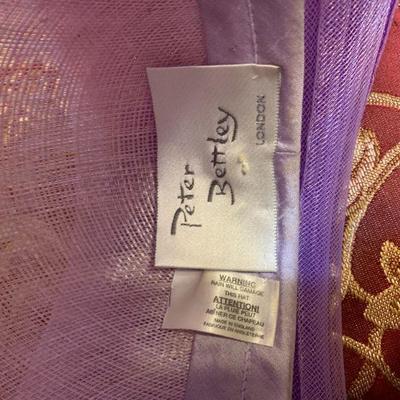 Peter
Bettley
LONDON
WARNING
RAIN WILL DAMAGE
THIS HAT
ATTENTION!
LA PLUIE PEUT
ABIMER CE CHAPEAU
MADE IN ENGLAND
FABRIQUE EN ANGLETERRE